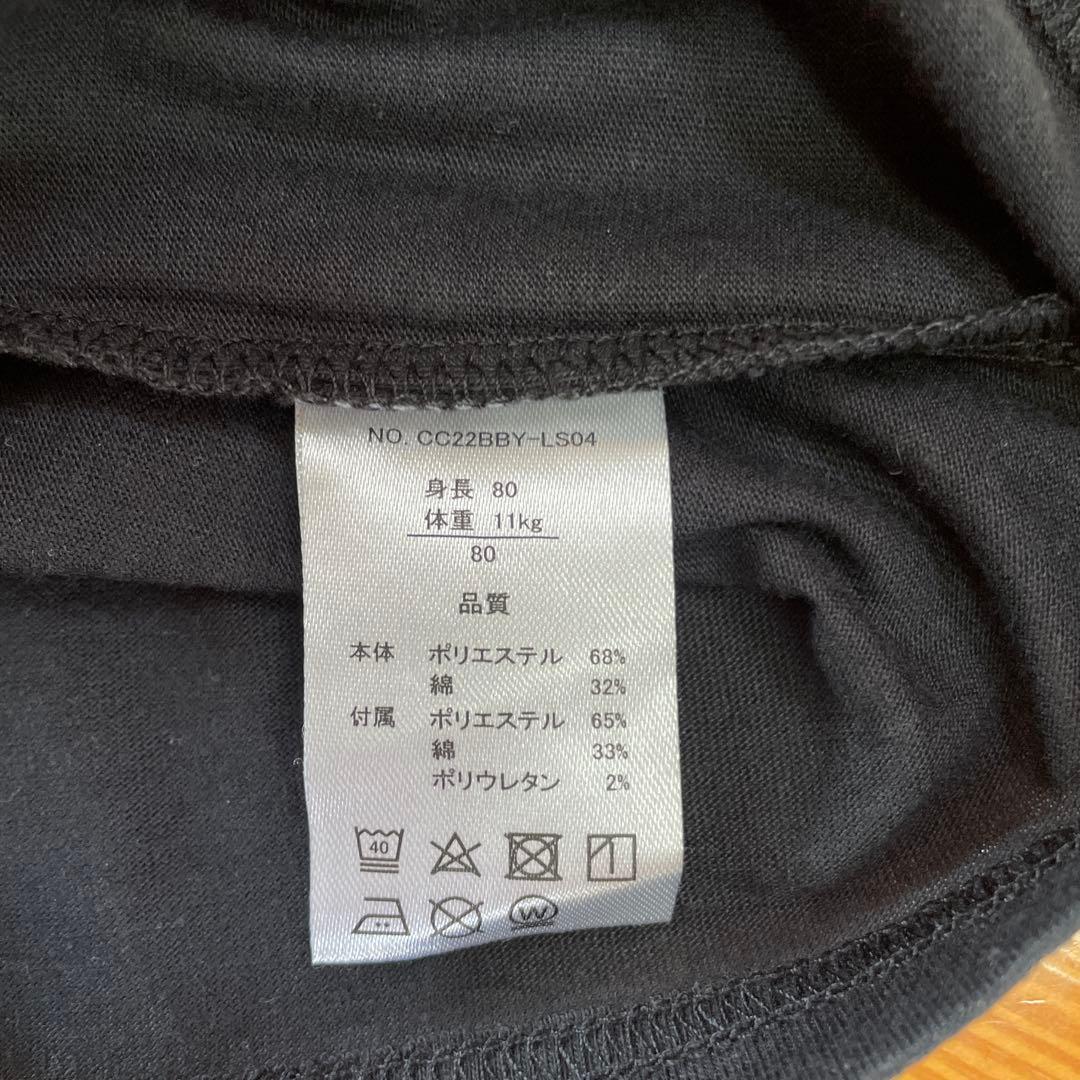 NO. CC22BBY-LS04
身長 80
体重 11kg
80
品質
本体 ポリエステル 68%
綿 32%
付属 ポリエステル 65%
綿 33%
ポリウレタン 2%
40
W